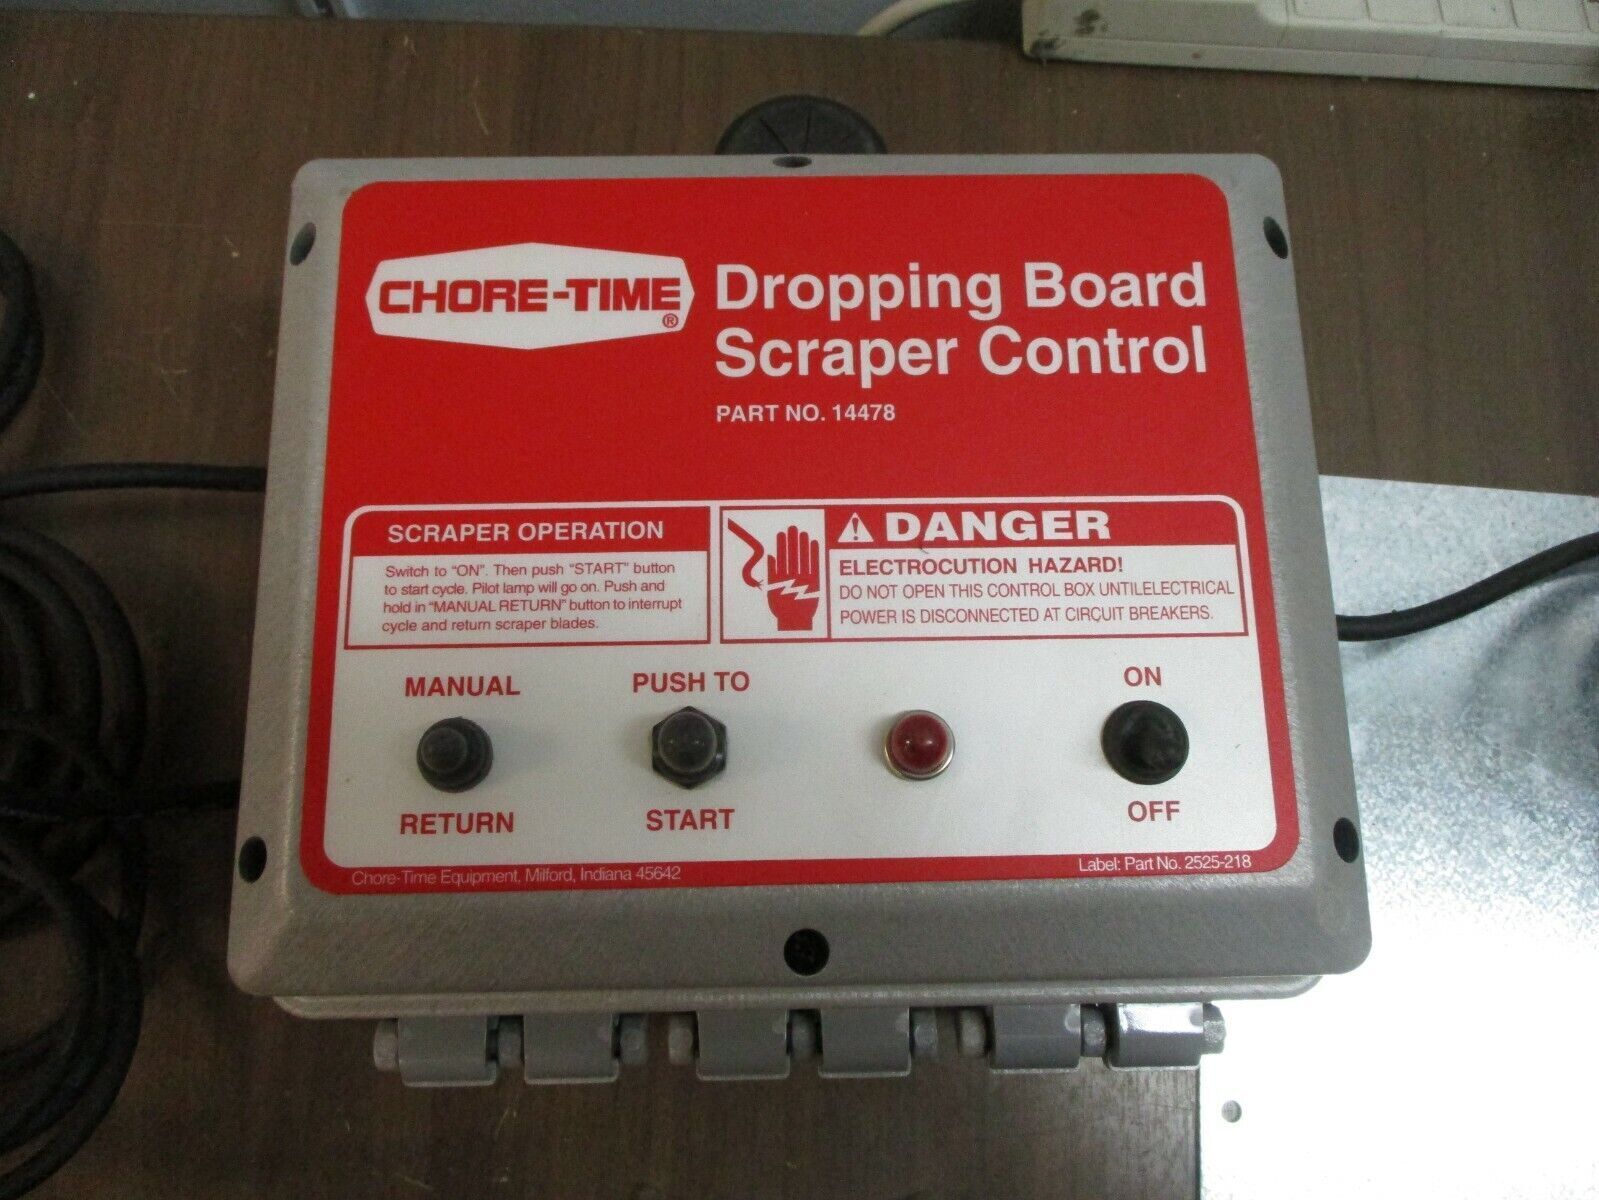 CHORE-TIME
®
Dropping Board
Scraper Control
PART NO. 14478
SCRAPER OPERATION
Switch to "ON". Then push "START" button
to start cycle. Pilot lamp will go on. Push and
hold in "MANUAL RETURN" button to interrupt
cycle and return scraper blades.
DANGER
ELECTROCUTION HAZARD!
DO NOT OPEN THIS CONTROL BOX UNTILELECTRICAL
POWER IS DISCONNECTED AT CIRCUIT BREAKERS.
MANUAL
RETURN
PUSH TO
START
ON
OFF
Chore-Time Equipment, Milford, Indiana 45642
Label: Part No. 2525-218